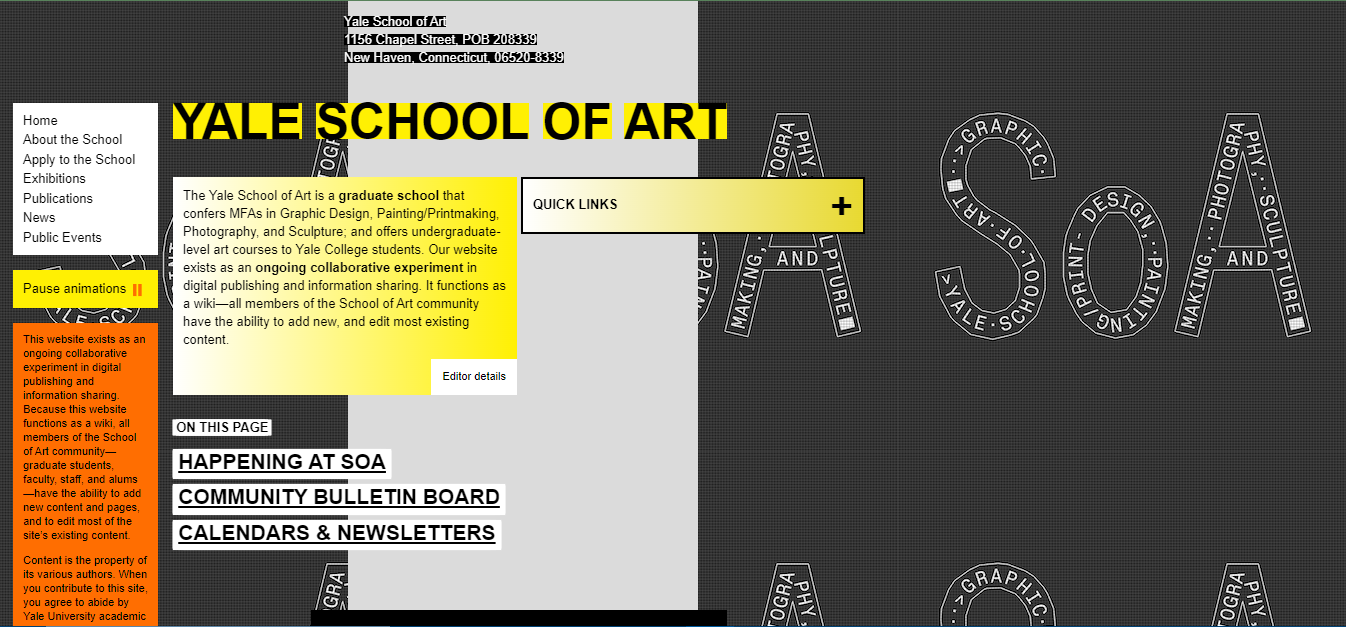 Yale School of Art
1156 Chapel Street, POB 208339
New Haven, Connecticut, 06520-8339
YALE SCHOOL OF ART
Home
About the School
Apply to the School
Exhibitions
Publications
News
Public Events
Pause animations
This website exists as an
ongoing collaborative
experiment in digital
publishing and
information sharing.
Because this website
functions as a wiki, all
members of the School
of Art community—
graduate students,
faculty, staff, and alums
—have the ability to add
new content and pages,
and to edit most of the
site's existing content.
Content is the property of
its various authors. When
you contribute to this site,
you agree to abide by
Yale University academic
The Yale School of Art is a graduate school that
confers MFAs in Graphic Design, Painting/Printmaking,
Photography, and Sculpture; and offers undergraduate-
level art courses to Yale College students. Our website
exists as an ongoing collaborative experiment in
digital publishing and information sharing. It functions as
a wiki—all members of the School of Art community
have the ability to add new, and edit most existing
content.
Editor details
QUICK LINKS +
ON THIS PAGE
HAPPENING AT SOA
COMMUNITY BULLETIN BOARD
CALENDARS & NEWSLETTERS
>YALE·SCHOOL·OF·ART
··>GRAPHIC·
DESIGN,·
PAINTING/PRINT-
MAKING,··PHOTOGRA
PHY,··SCULPTURE
AND